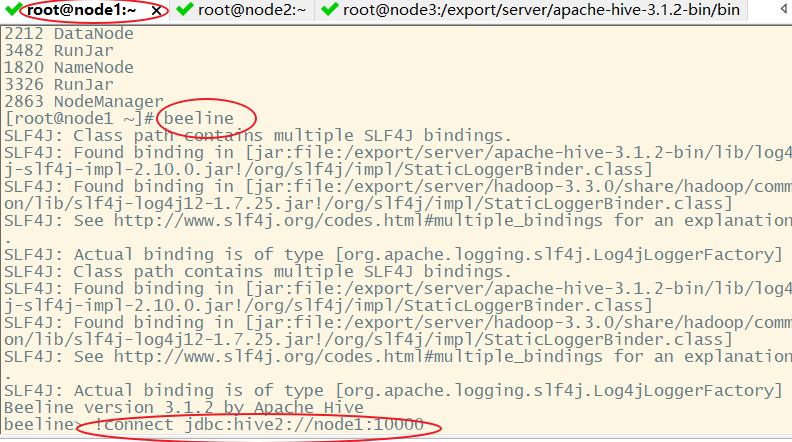 root@node1:~ × root@node2:~ root@node3:/export/server/apache-hive-3.1.2-bin/bin
2212 DataNode
3482 RunJar
1820 NameNode
3326 RunJar
2863 NodeManager
[root@node1 ~]# beeline
SLF4J: Class path contains multiple SLF4J bindings.
SLF4J: Found binding in [jar:file:/export/server/apache-hive-3.1.2-bin/lib/log4
j-slf4j-impl-2.10.0.jar!/org/slf4j/impl/StaticLoggerBinder.class]
SLF4J: Found binding in [jar:file:/export/server/hadoop-3.3.0/share/hadoop/comm
on/lib/slf4j-log4j12-1.7.25.jar!/org/slf4j/impl/StaticLoggerBinder.class]
SLF4J: See http://www.slf4j.org/codes.html#multiple_bindings for an explanation
.
SLF4J: Actual binding is of type [org.apache.logging.slf4j.Log4jLoggerFactory]
SLF4J: Class path contains multiple SLF4J bindings.
SLF4J: Found binding in [jar:file:/export/server/apache-hive-3.1.2-bin/lib/log4
j-slf4j-impl-2.10.0.jar!/org/slf4j/impl/StaticLoggerBinder.class]
SLF4J: Found binding in [jar:file:/export/server/hadoop-3.3.0/share/hadoop/comm
on/lib/slf4j-log4j12-1.7.25.jar!/org/slf4j/impl/StaticLoggerBinder.class]
SLF4J: See http://www.slf4j.org/codes.html#multiple_bindings for an explanation
.
SLF4J: Actual binding is of type [org.apache.logging.slf4j.Log4jLoggerFactory]
Beeline version 3.1.2 by Apache Hive
beeline> !connect jdbc:hive2://node1:10000